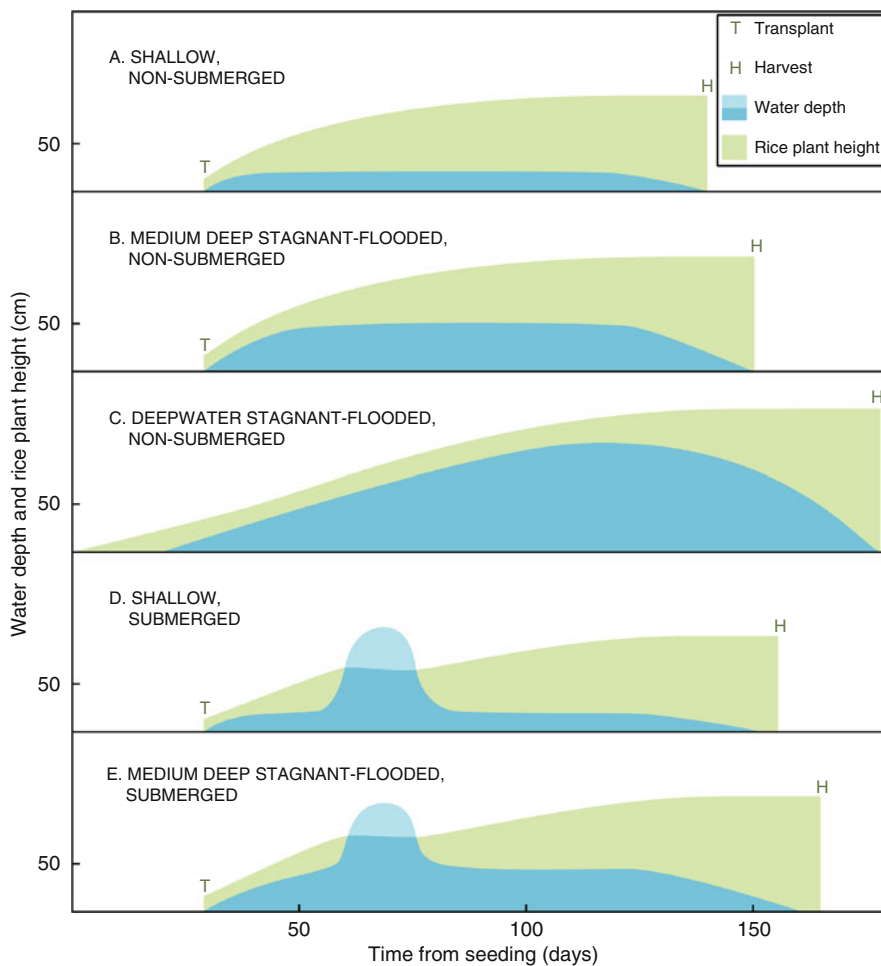 T Transplant
H Harvest
Water depth
Rice plant height
A. SHALLOW,
NON-SUBMERGED
50
T
H
B. MEDIUM DEEP STAGNANT-FLOODED,
NON-SUBMERGED
50
T
H
C. DEEPWATER STAGNANT-FLOODED,
NON-SUBMERGED
50
H
D. SHALLOW,
SUBMERGED
50
T
H
E. MEDIUM DEEP STAGNANT-FLOODED,
SUBMERGED
50
T
H
Water depth and rice plant height (cm)
50 100 150
Time from seeding (days)